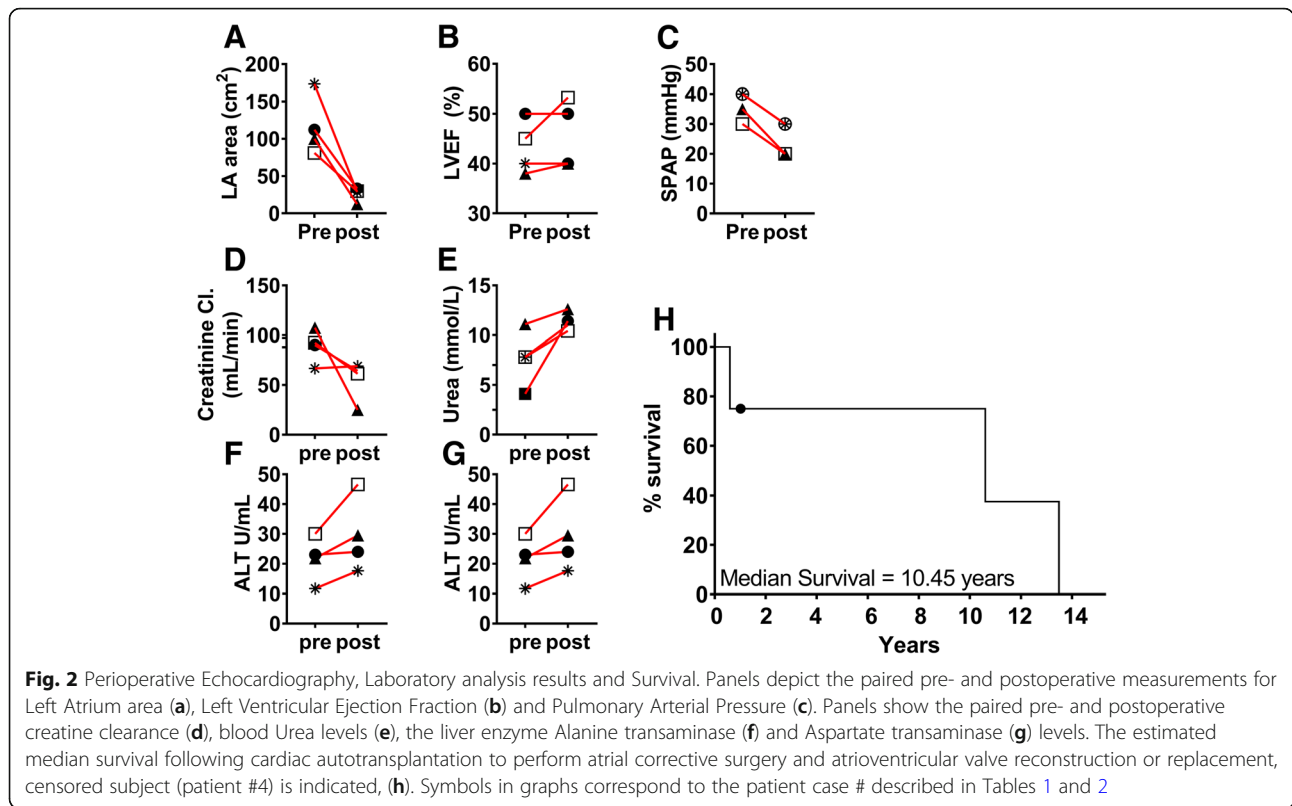 A
B
C
200
150
100
50
0
LA area (cm2)
Pre post
60
50
40
30
LVEF (%)
Pre post
50
40
30
20
10
0
SPAP (mmHg)
Pre post
D
E
150
100
50
0
Creatinine Cl.
(mL/min)
pre post
15
10
5
0
Urea (mmol/L)
pre post
F
G
50
40
30
20
10
0
ALT U/mL
pre post
50
40
30
20
10
0
ALT U/mL
pre post
H
100
80
60
40
20
0
% survival
Median Survival = 10.45 years
0 2 4 6 8 10 12 14
Years
Fig. 2 Perioperative Echocardiography, Laboratory analysis results and Survival. Panels depict the paired pre- and postoperative measurements for
Left Atrium area (a), Left Ventricular Ejection Fraction (b) and Pulmonary Arterial Pressure (c). Panels show the paired pre- and postoperative
creatine clearance (d), blood Urea levels (e), the liver enzyme Alanine transaminase (f) and Aspartate transaminase (g) levels. The estimated
median survival following cardiac autotransplantation to perform atrial corrective surgery and atrioventricular valve reconstruction or replacement,
censored subject (patient #4) is indicated, (h). Symbols in graphs correspond to the patient case # described in Tables 1 and 2